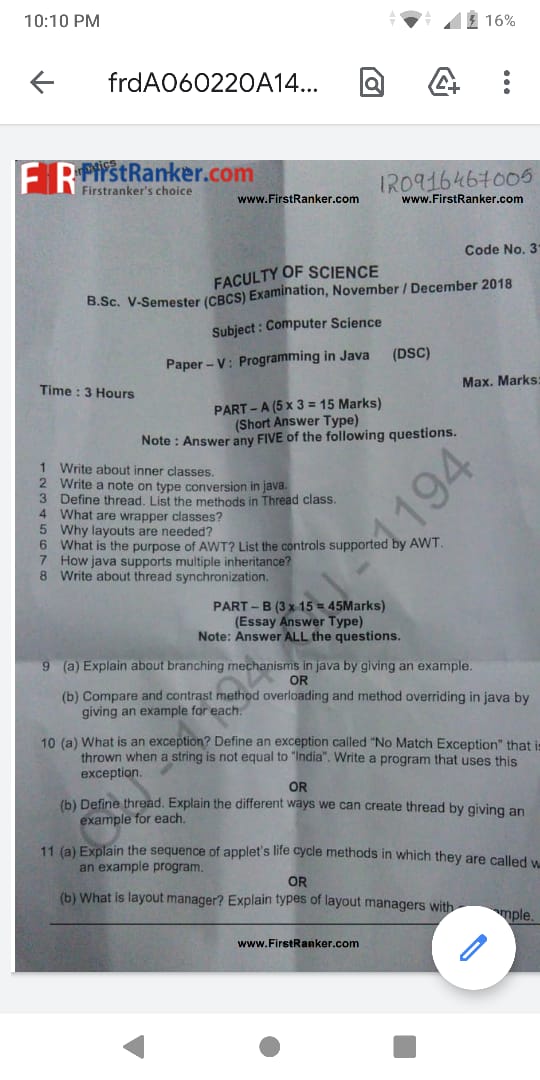 10:10 PM
16%
frdA060220A14...
FR FirstRanker.com
Firstranker's choice
www.FirstRanker.com
120916467005
www.FirstRanker.com
Code No. 3
FACULTY OF SCIENCE
B.Sc. V-Semester (CBCS) Examination, November / December 2018
Subject : Computer Science
Paper – V : Programming in Java (DSC)
Time : 3 Hours
Max. Marks:
PART – A (5 x 3 = 15 Marks)
(Short Answer Type)
Note : Answer any FIVE of the following questions.
1 Write about inner classes.
2 Write a note on type conversion in java.
3 Define thread. List the methods in Thread class.
4 What are wrapper classes?
5 Why layouts are needed?
6 What is the purpose of AWT? List the controls supported by AWT.
7 How java supports multiple inheritance?
8 Write about thread synchronization.
PART – B (3 x 15 = 45Marks)
(Essay Answer Type)
Note: Answer ALL the questions.
9 (a) Explain about branching mechanisms in java by giving an example.
OR
(b) Compare and contrast method overloading and method overriding in java by
giving an example for each.
10 (a) What is an exception? Define an exception called "No Match Exception" that is
thrown when a string is not equal to "India". Write a program that uses this
exception.
OR
(b) Define thread. Explain the different ways we can create thread by giving an
example for each.
11 (a) Explain the sequence of applet's life cycle methods in which they are called w
an example program.
OR
(b) What is layout manager? Explain types of layout managers with
OU - 1194 OU - 1194
www.FirstRanker.com